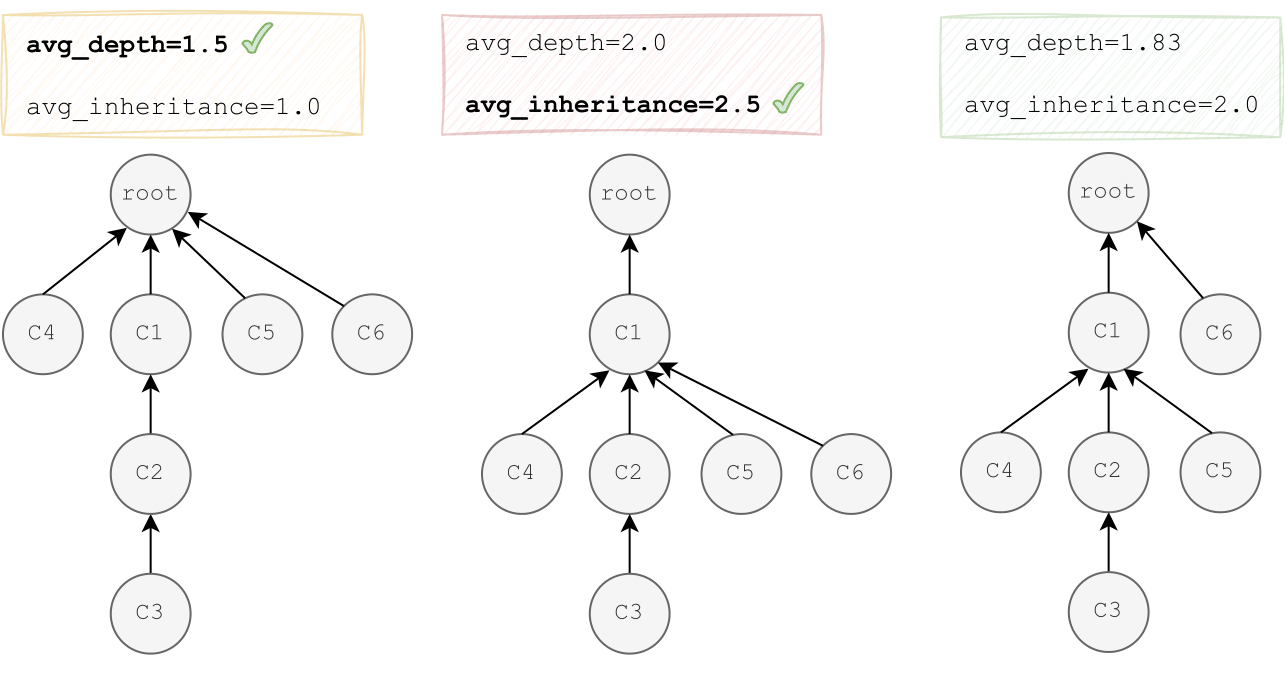 avg_depth=1.5
avg_inheritance=1.0
root
C4
C1
C5
C6
C2
C3
avg_depth=2.0
avg_inheritance=2.5
root
C1
C4
C2
C5
C6
C3
avg_depth=1.83
avg_inheritance=2.0
root
C1
C6
C4
C2
C5
C3